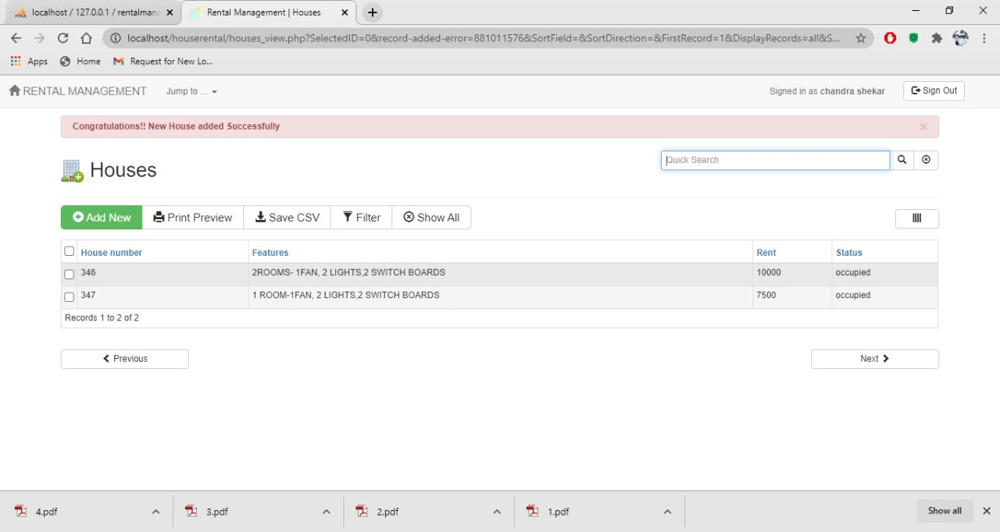 localhost / 127.0.0.1 / rentalmana
Rental Management | Houses
localhost/houserental/houses_view.php?SelectedID=0&record-added-error=881011576&SortField=&SortDirection=&FirstRecord=1&DisplayRecords=all&S...
Apps Home Request for New Lo...
RENTAL MANAGEMENT Jump to ... Signed in as chandra shekar Sign Out
Congratulations!! New House added Successfully ×
Houses Quick Search
Add New Print Preview Save CSV Filter Show All
House number Features Rent Status
346 2ROOMS- 1FAN, 2 LIGHTS,2 SWITCH BOARDS 10000 occupied
347 1 ROOM-1FAN, 2 LIGHTS,2 SWITCH BOARDS 7500 occupied
Records 1 to 2 of 2
Previous Next
4.pdf 3.pdf 2.pdf 1.pdf Show all